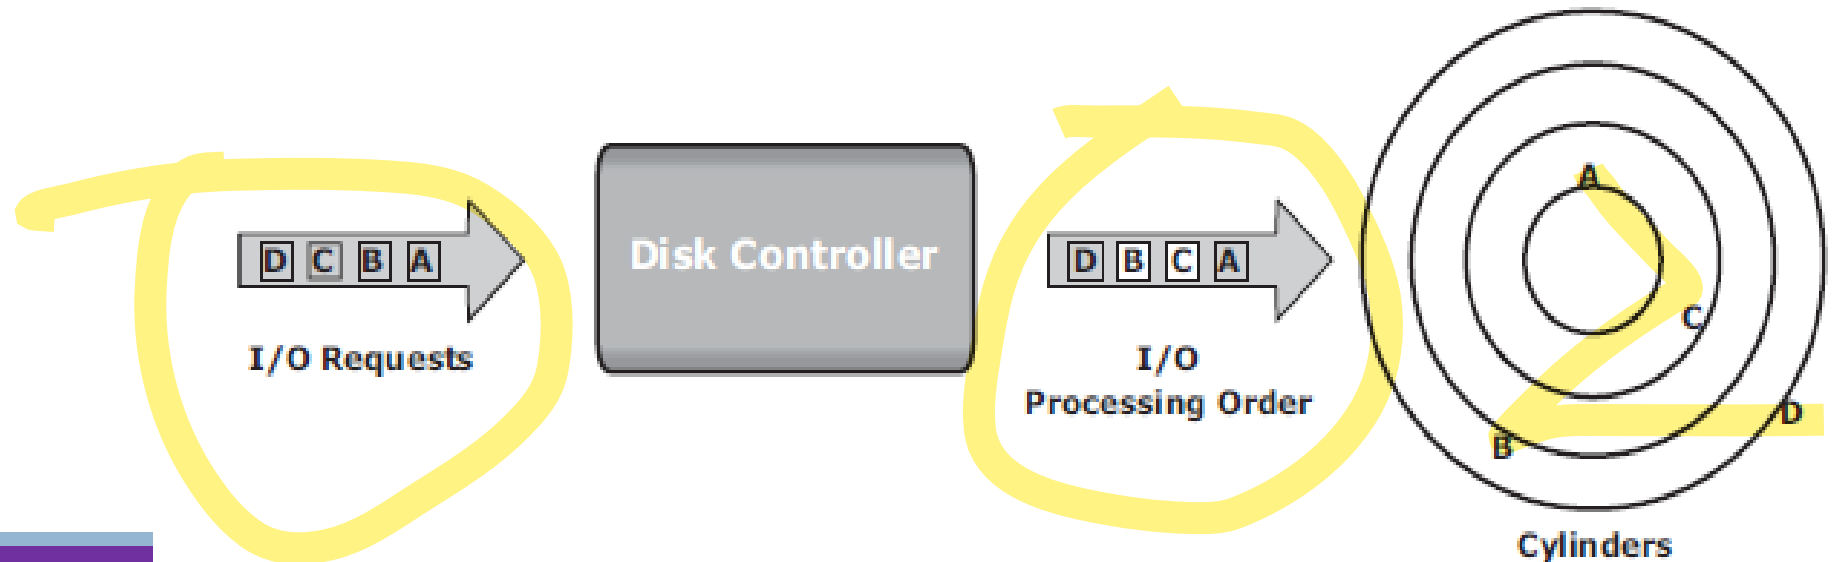 D C B A
I/O Requests
Disk Controller
D B C A
I/O
Processing Order
A
C
B
D
Cylinders